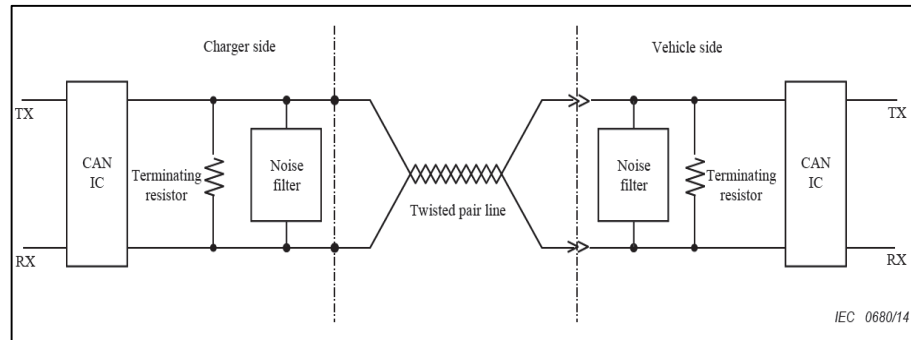 Charger side
Vehicle side
TX
TX
CAN
IC
Terminating
resistor
Noise
filter
Twisted pair line
Noise
filter
Terminating
resistor
CAN
IC
RX
RX
IEC 0680/14